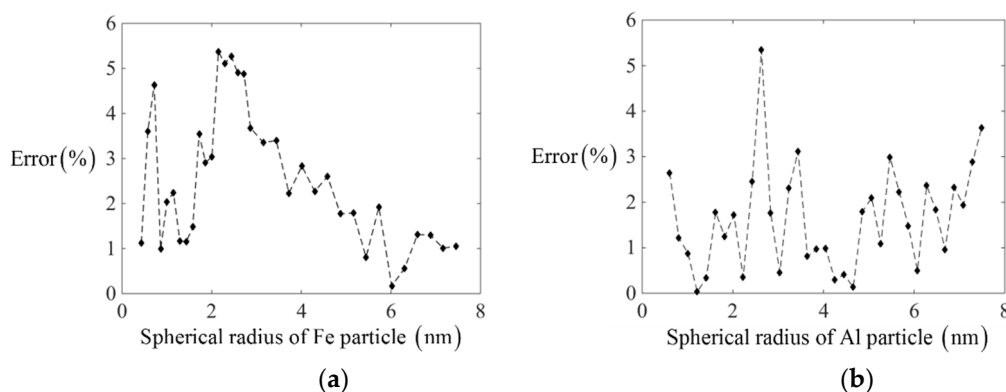 6
5
4
3
2
1
0
Error(%)
0 2 4 6 8
Spherical radius of Fe particle (nm)
(a)
6
5
4
3
2
1
0
Error(%)
0 2 4 6 8
Spherical radius of Al particle (nm)
(b)